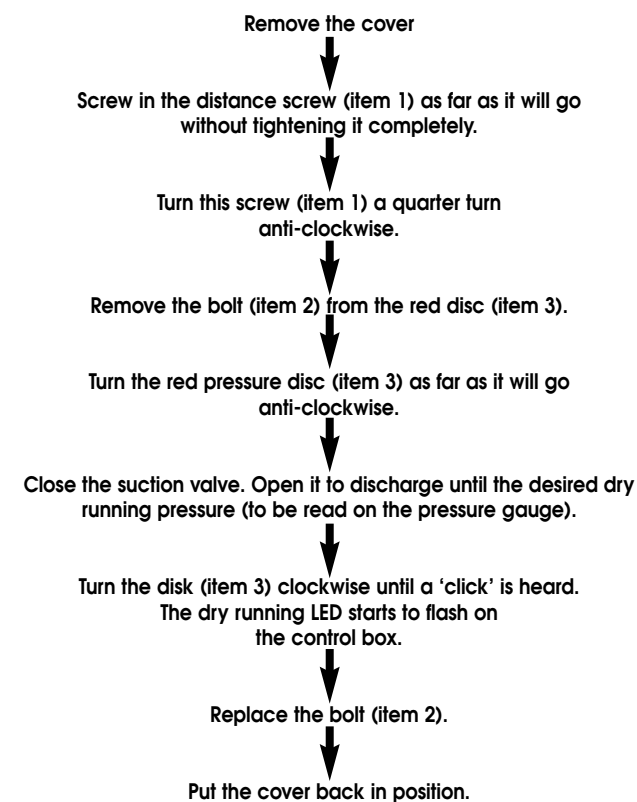 Remove the cover
Screw in the distance screw (item 1) as far as it will go
without tightening it completely.
Turn this screw (item 1) a quarter turn
anti-clockwise.
Remove the bolt (item 2) from the red disc (item 3).
Turn the red pressure disc (item 3) as far as it will go
anti-clockwise.
Close the suction valve. Open it to discharge until the desired dry
running pressure (to be read on the pressure gauge).
Turn the disk (item 3) clockwise until a ‘click’ is heard.
The dry running LED starts to flash on
the control box.
Replace the bolt (item 2).
Put the cover back in position.